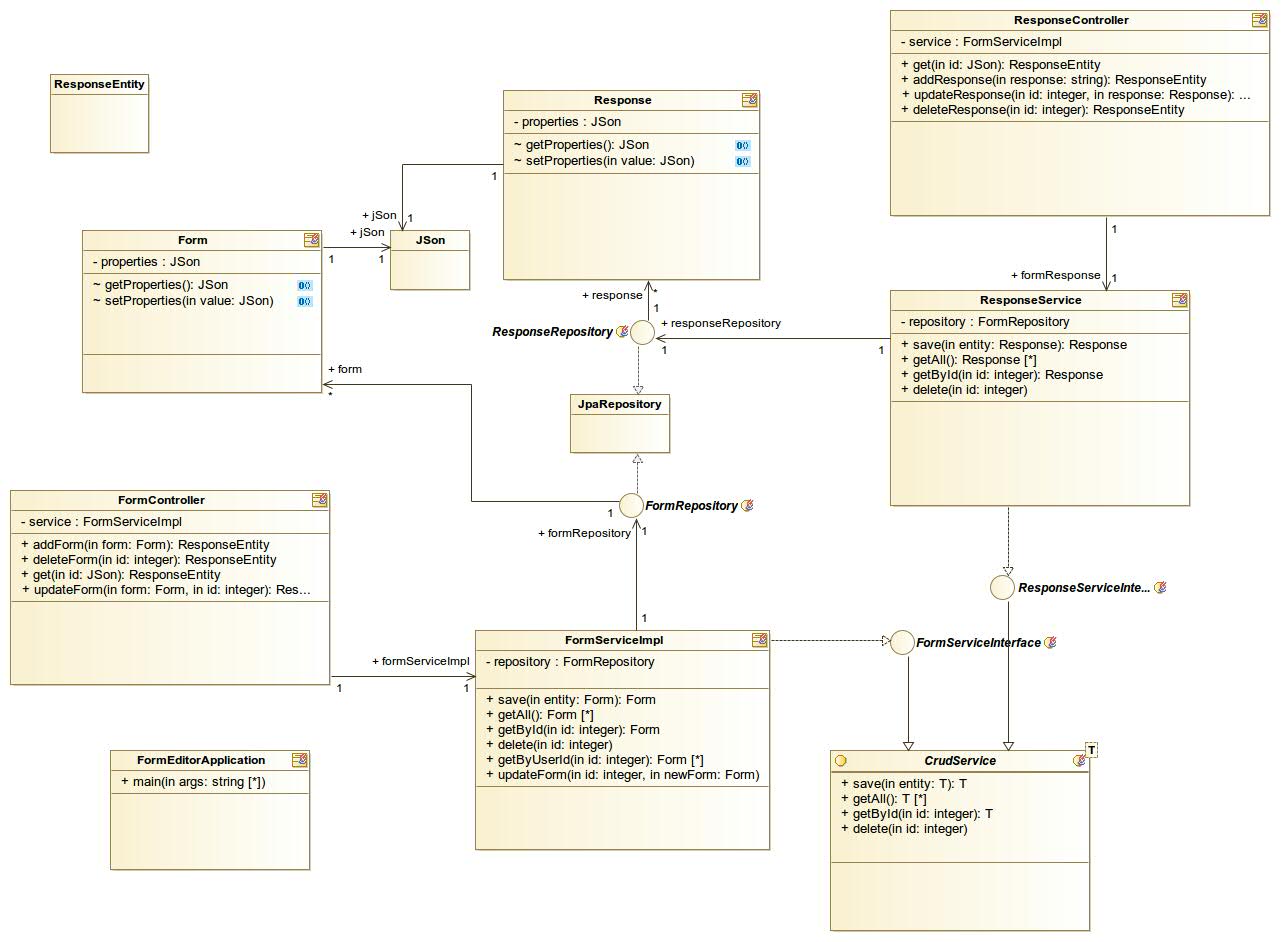 ResponseController
- service : FormServiceImpl
+ get(in id: JSon): ResponseEntity
+ addResponse(in response: string): ResponseEntity
+ updateResponse(in id: integer, in response: Response): ...
+ deleteResponse(in id: integer): ResponseEntity
ResponseEntity
Response
- properties : JSon
~ getProperties(): JSon
~ setProperties(in value: JSon)
1
+ jSon
1
+ jSon
1
1
JSon
Form
- properties : JSon
~ getProperties(): JSon
~ setProperties(in value: JSon)
1
+ formResponse
1
+ response
*
1
ResponseRepository
+ responseRepository
1
1
ResponseService
- repository : FormRepository
+ save(in entity: Response): Response
+ getAll(): Response [*]
+ getById(in id: integer): Response
+ delete(in id: integer)
+ form
*
JpaRepository
1
FormRepository
+ formRepository
1
1
FormController
- service : FormServiceImpl
+ addForm(in form: Form): ResponseEntity
+ deleteForm(in id: integer): ResponseEntity
+ get(in id: JSon): ResponseEntity
+ updateForm(in form: Form, in id: integer): Res...
ResponseServiceInte...
FormServiceInterface
+ formServiceImpl
1
1
FormServiceImpl
- repository : FormRepository
+ save(in entity: Form): Form
+ getAll(): Form [*]
+ getById(in id: integer): Form
+ delete(in id: integer)
+ getByUserId(in id: integer): Form [*]
+ updateForm(in id: integer, in newForm: Form)
FormEditorApplication
+ main(in args: string [*])
T
CrudService
+ save(in entity: T): T
+ getAll(): T [*]
+ getById(in id: integer): T
+ delete(in id: integer)